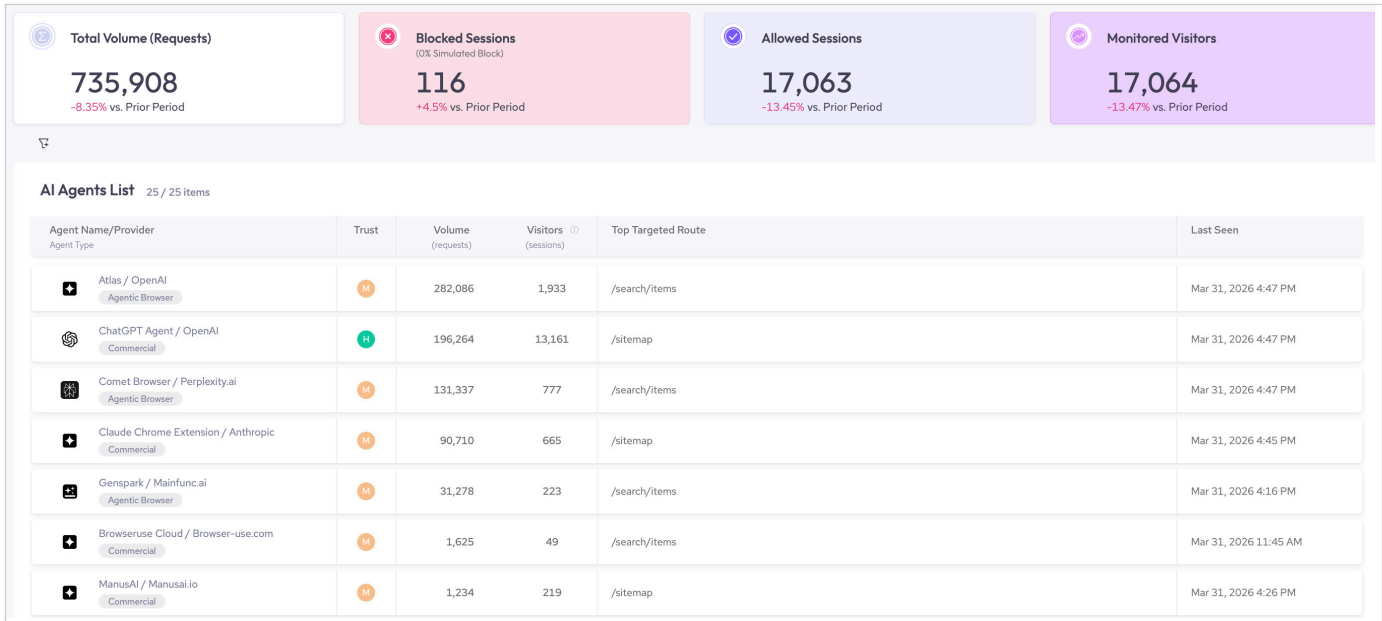 Total Volume (Requests)
735,908
-8.35% vs. Prior Period
Blocked Sessions
(0% Simulated Block)
116
+4.5% vs. Prior Period
Allowed Sessions
17,063
-13.45% vs. Prior Period
Monitored Visitors
17,064
-13.47% vs. Prior Period
AI Agents List 25 / 25 items
Agent Name/Provider Trust Volume Visitors Top Targeted Route Last Seen
Agent Type (requests) (sessions)
Atlas / OpenAI
Agentic Browser
M 282,086 1,933 /search/items Mar 31, 2026 4:47 PM
ChatGPT Agent / OpenAI
Commercial
H 196,264 13,161 /sitemap Mar 31, 2026 4:47 PM
Comet Browser / Perplexity.ai
Agentic Browser
M 131,337 777 /search/items Mar 31, 2026 4:47 PM
Claude Chrome Extension / Anthropic
Commercial
M 90,710 665 /sitemap Mar 31, 2026 4:45 PM
Genspark / Mainfunc.ai
Agentic Browser
M 31,278 223 /search/items Mar 31, 2026 4:16 PM
Browseruse Cloud / Browser-use.com
Commercial
M 1,625 49 /search/items Mar 31, 2026 11:45 AM
ManusAI / Manusai.io
Commercial
M 1,234 219 /sitemap Mar 31, 2026 4:26 PM